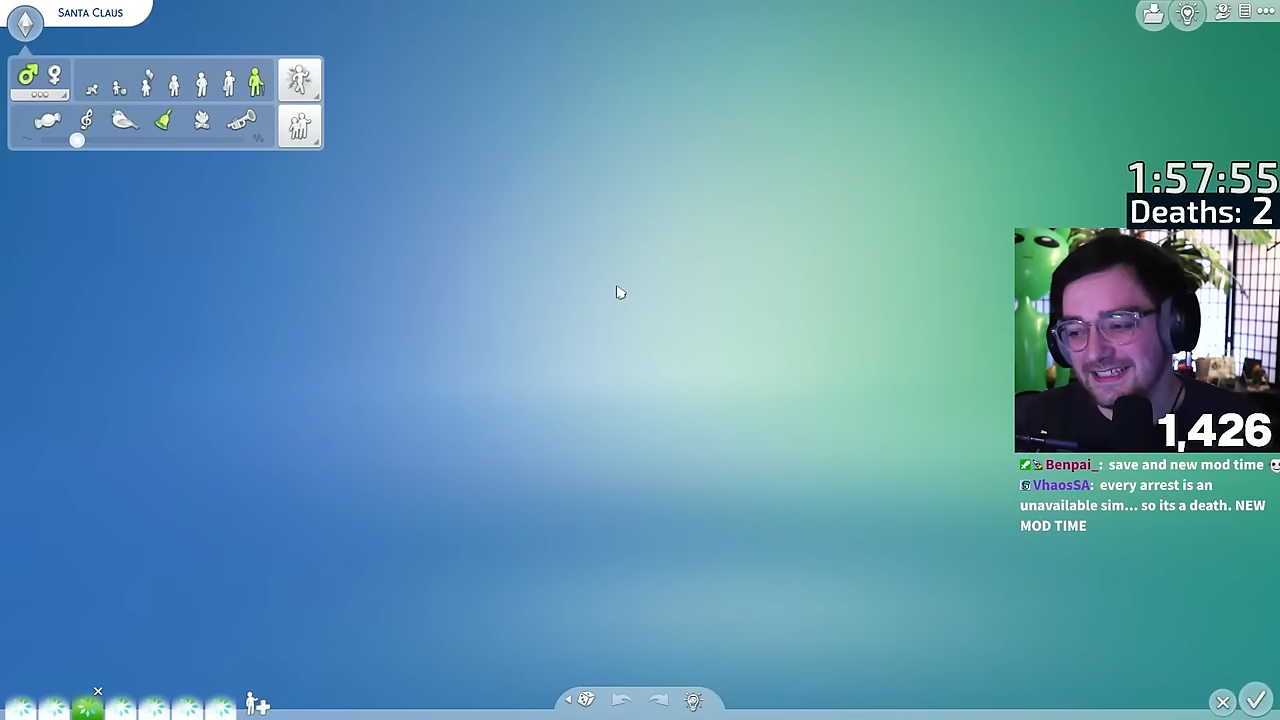 Santa Claus
1:57:55
Deaths: 2
1,426
Benpai_: save and new mod time
VhaosSA: every arrest is an
unavailable sim... so its a death. NEW
MOD TIME